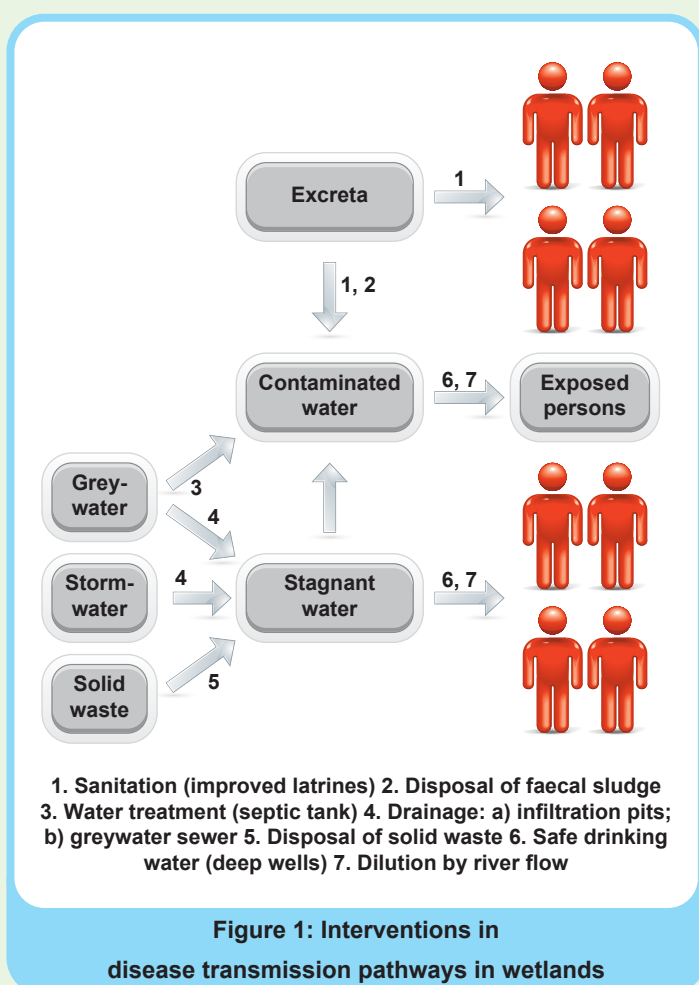 Excreta
1
1, 2
Contaminated
water
6, 7
Exposed
persons
Grey-
water
3
4
Storm-
water
4
Stagnant
water
6, 7
Solid
waste
5
1. Sanitation (improved latrines) 2. Disposal of faecal sludge
3. Water treatment (septic tank) 4. Drainage: a) infiltration pits;
b) greywater sewer 5. Disposal of solid waste 6. Safe drinking
water (deep wells) 7. Dilution by river flow
Figure 1: Interventions in
disease transmission pathways in wetlands